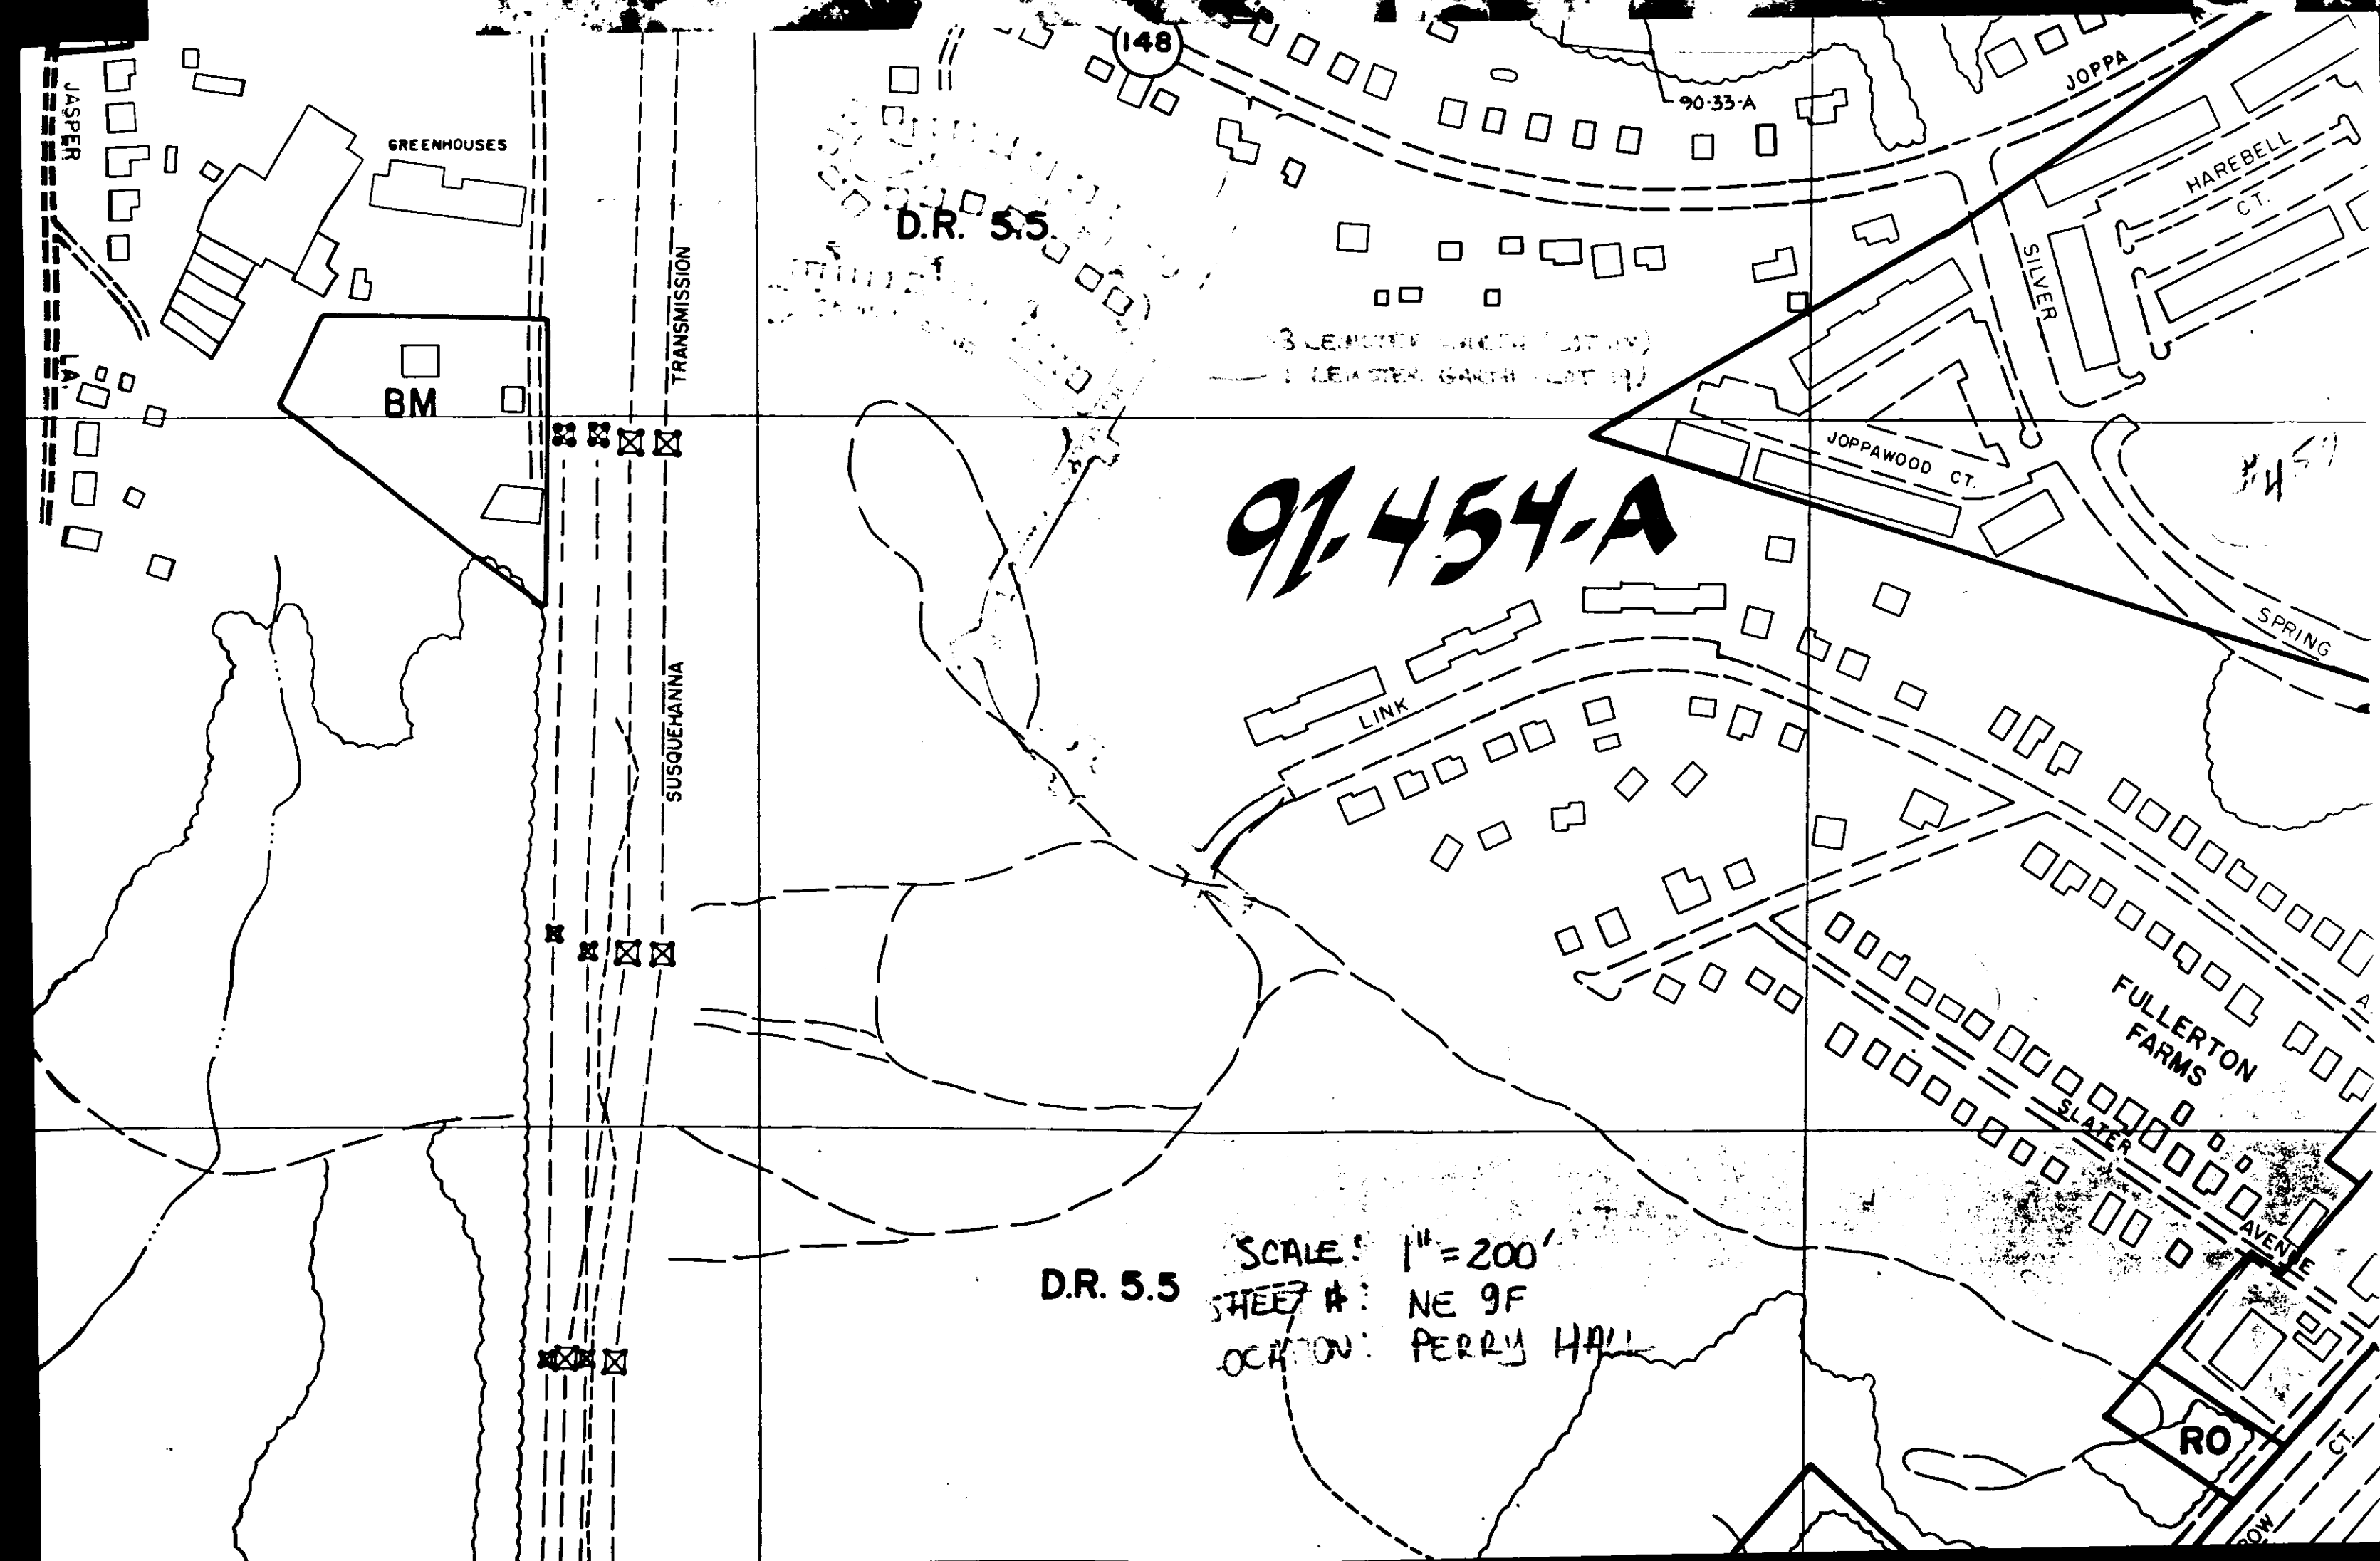 148
JOPPA
90-33-A
JASPER
GREENHOUSES
HAREBELL
CT.
D.R. 5.5
TRANSMISSION
SILVER
LA.
BM
JOPPAWOOD CT.
91-454-A
SPRING
LINK
SUSQUEHANNA
A
FULLERTON
FARMS
SLATER
AVENUE
D.R. 5.5
SCALE: 1"=200'
SHEET #: NE 9F
OCATION: PERRY HALL
RO
CT.